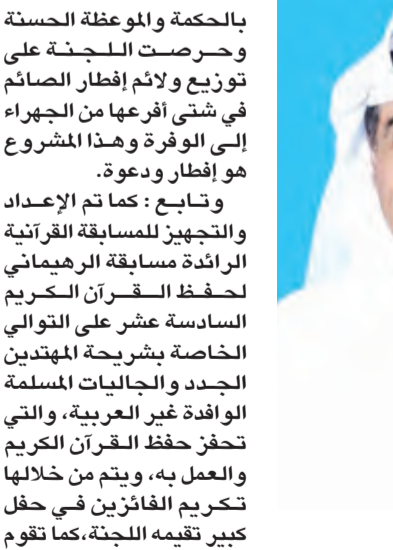 بالحكمة والموعظة الحسنة
وحرصت اللجنة على
توزيع ولائم إفطار الصائم
في شتى أفرعها من الجهراء
إلى الوفرة وهذا المشروع
هو إفطار ودعوة.
وتابع : كما تم الإعداد
والتجهيز للمسابقة القرآنية
الرائدة مسابقة الرهيماني
لحفظ القرآن الكريم
السادسة عشر على التوالي
الخاصة بشريحة المهتدين
الجدد والجاليات المسلمة
الوافدة غير العربية، والتي
تحفز حفظ القرآن الكريم
والعمل به، ويتم من خلالها
تكريم الفائزين في حفل
كبير تقيمه اللجنة،كما تقوم